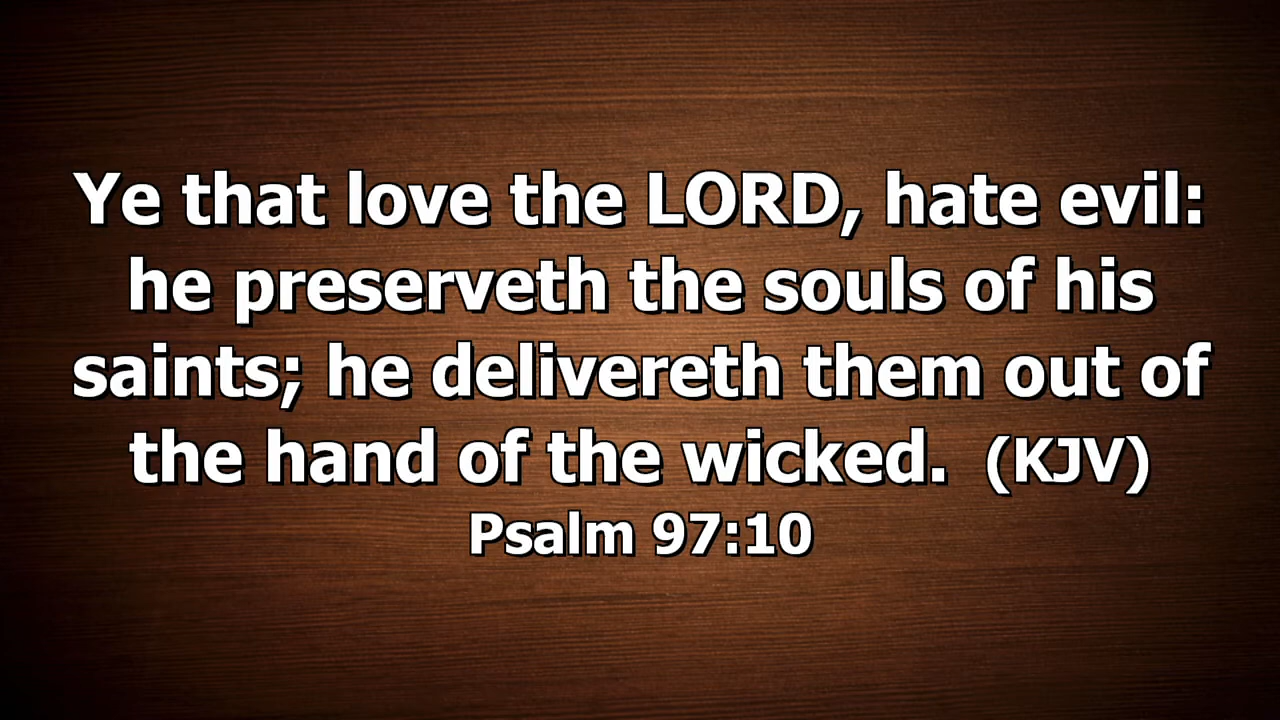 Ye that love the LORD, hate evil:
he preserveth the souls of his
saints; he delivereth them out of
the hand of the wicked.  (KJV)
Psalm 97:10